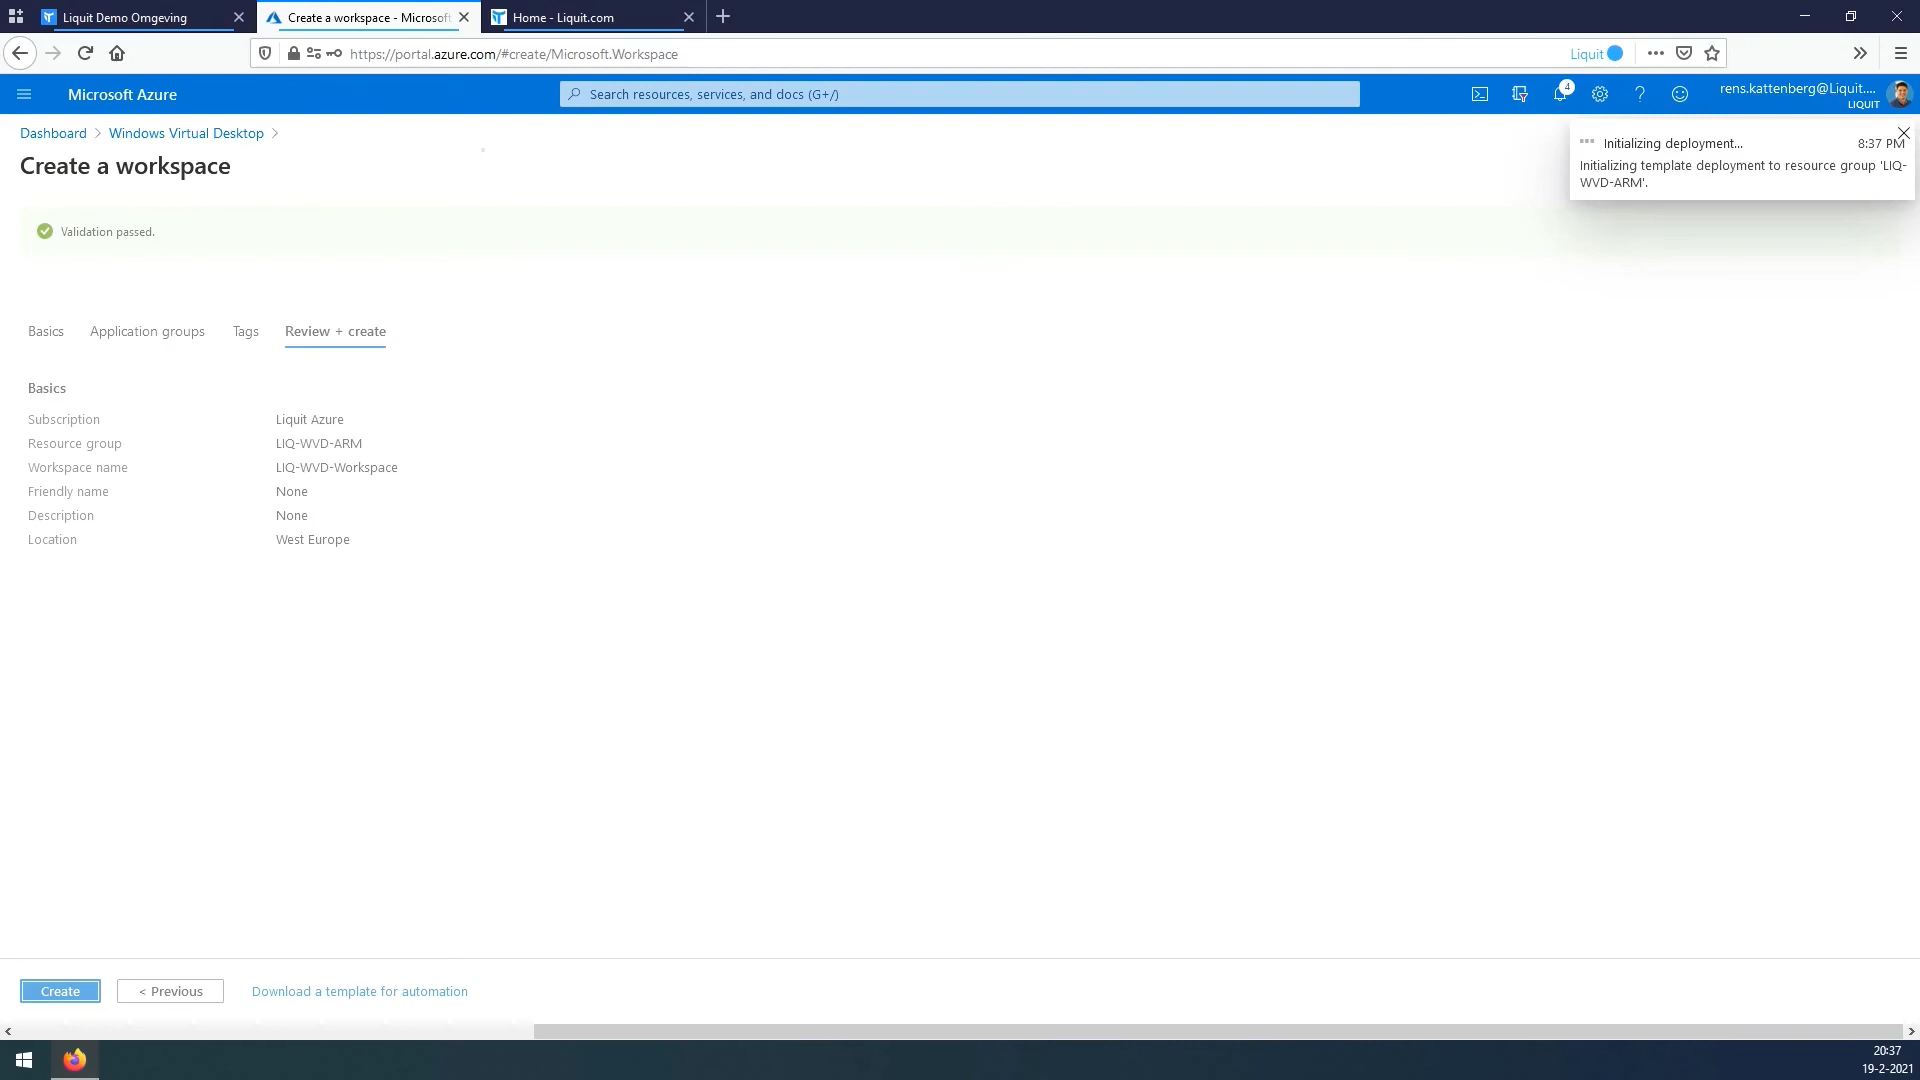 Liquit Demo Omgeving
Create a workspace - Microsoft
Home - Liquit.com
https://portal.azure.com/#create/Microsoft.Workspace
Liquit
Microsoft Azure
Search resources, services, and docs (G+/)
4
rens.kattenberg@Liquit....
LIQUIT
Dashboard > Windows Virtual Desktop >
Create a workspace
Initializing deployment...
8:37 PM
Initializing template deployment to resource group 'LIQ-
WVD-ARM'.
Validation passed.
Basics
Application groups
Tags
Review + create
Basics
Subscription Liquit Azure
Resource group LIQ-WVD-ARM
Workspace name LIQ-WVD-Workspace
Friendly name None
Description None
Location West Europe
Create
< Previous
Download a template for automation
20:37
19-2-2021